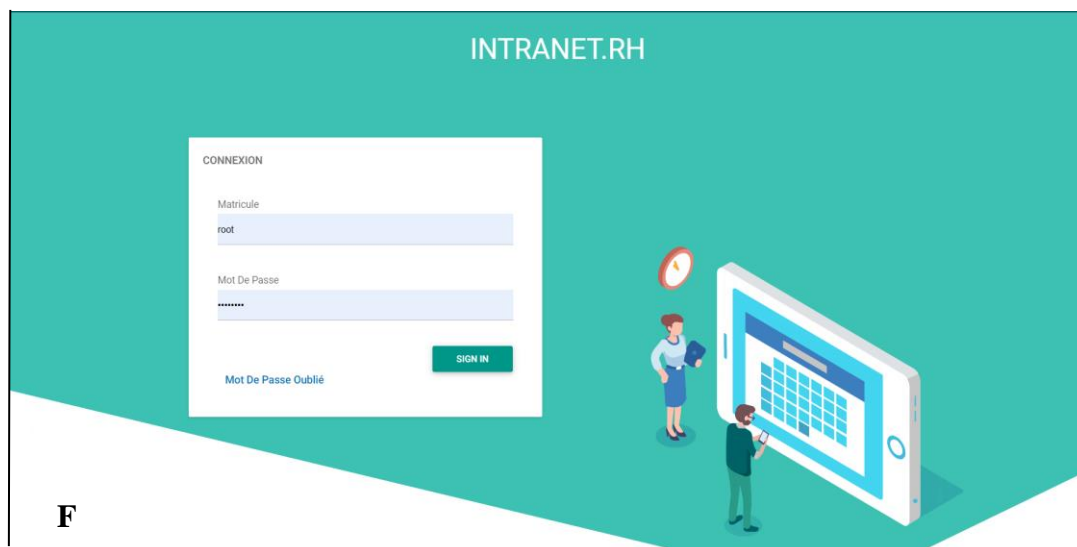 INTRANET.RH
CONNEXION
Matricule
root
Mot De Passe
••••••••
SIGN IN
Mot De Passe Oublié
F